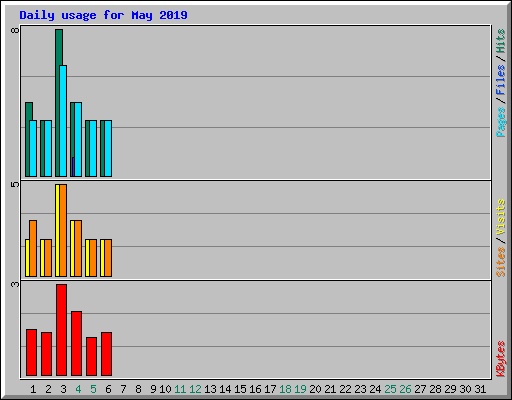 Daily usage for May 2019
8
Pages / Files / Hits
5
Sites / Visits
3
KBytes
1 2 3 4 5 6 7 8 9 10 11 12 13 14 15 16 17 18 19 20 21 22 23 24 25 26 27 28 29 30 31